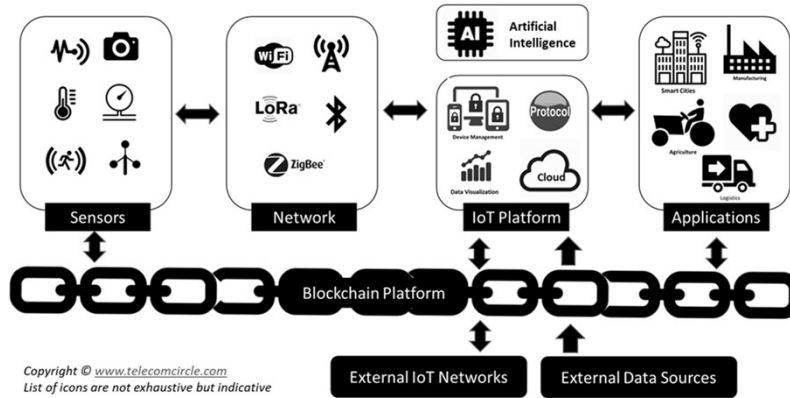 AI
Artificial
Intelligence
WiFi
LoRa
ZigBee
Device Management
Protocol
Data Visualization
Cloud
Smart Cities
Manufacturing
Agriculture
Logistics
Sensors
Network
IoT Platform
Applications
Blockchain Platform
External IoT Networks
External Data Sources
Copyright © www.telecomcircle.com
List of icons are not exhaustive but indicative